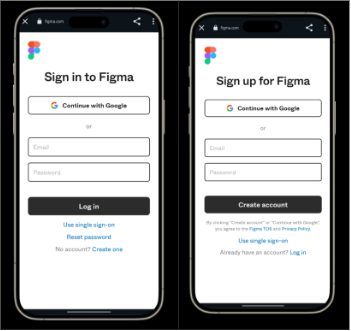 figma.com
Sign in to Figma
Continue with Google
or
Email
Password
Log in
Use single sign-on
Reset password
No account? Create one
figma.com
Sign up for Figma
Continue with Google
or
Email
Password
Create account
By clicking "Create account" or "Continue with Google",
you agree to the Figma TOS and Privacy Policy.
Use single sign-on
Already have an account? Log in